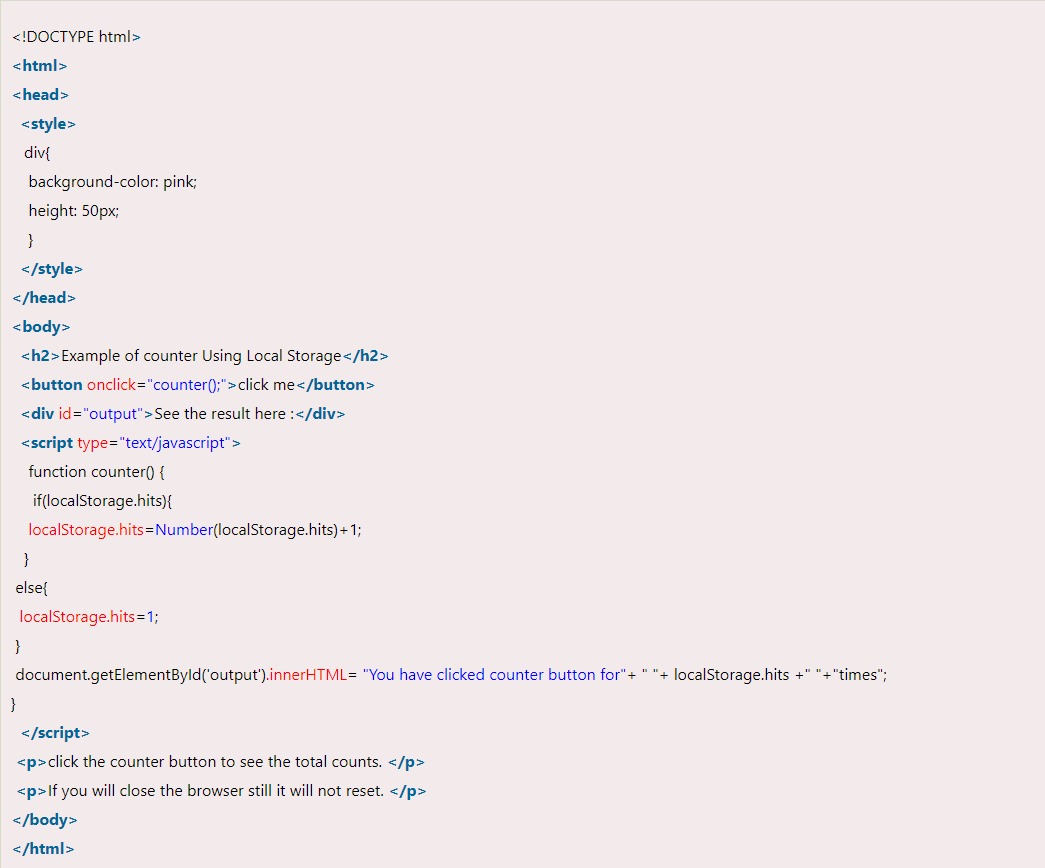 <!DOCTYPE html>
<html>
<head>
<style>
div{
background-color: pink;
height: 50px;
}
</style>
</head>
<body>
<h2>Example of counter Using Local Storage</h2>
<button onclick="counter();">click me</button>
<div id="output">See the result here :</div>
<script type="text/javascript">
function counter() {
if(localStorage.hits){
localStorage.hits=Number(localStorage.hits)+1;
}
else{
localStorage.hits=1;
}
document.getElementById('output').innerHTML= "You have clicked counter button for"+ " "+ localStorage.hits +" "+"times";
}
</script>
<p>click the counter button to see the total counts. </p>
<p>If you will close the browser still it will not reset. </p>
</body>
</html>